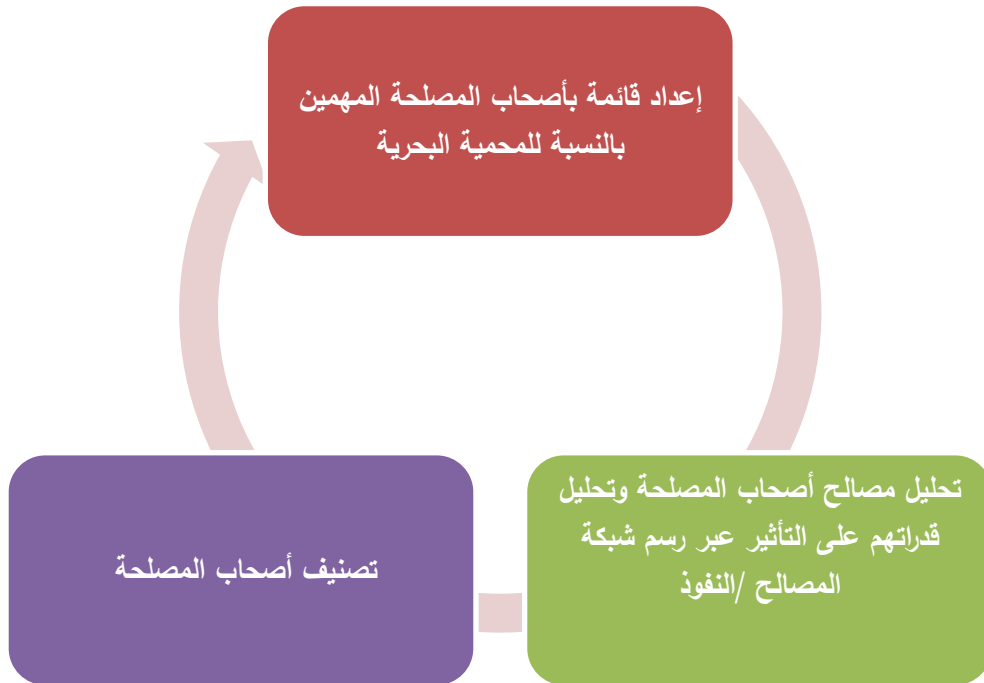 إعداد قائمة بأصحاب المصلحة المهمين
بالنسبة للمحمية البحرية
تحليل مصالح أصحاب المصلحة وتحليل
قدراتهم على التأثير عبر رسم شبكة
المصالح /النفوذ
تصنيف أصحاب المصلحة